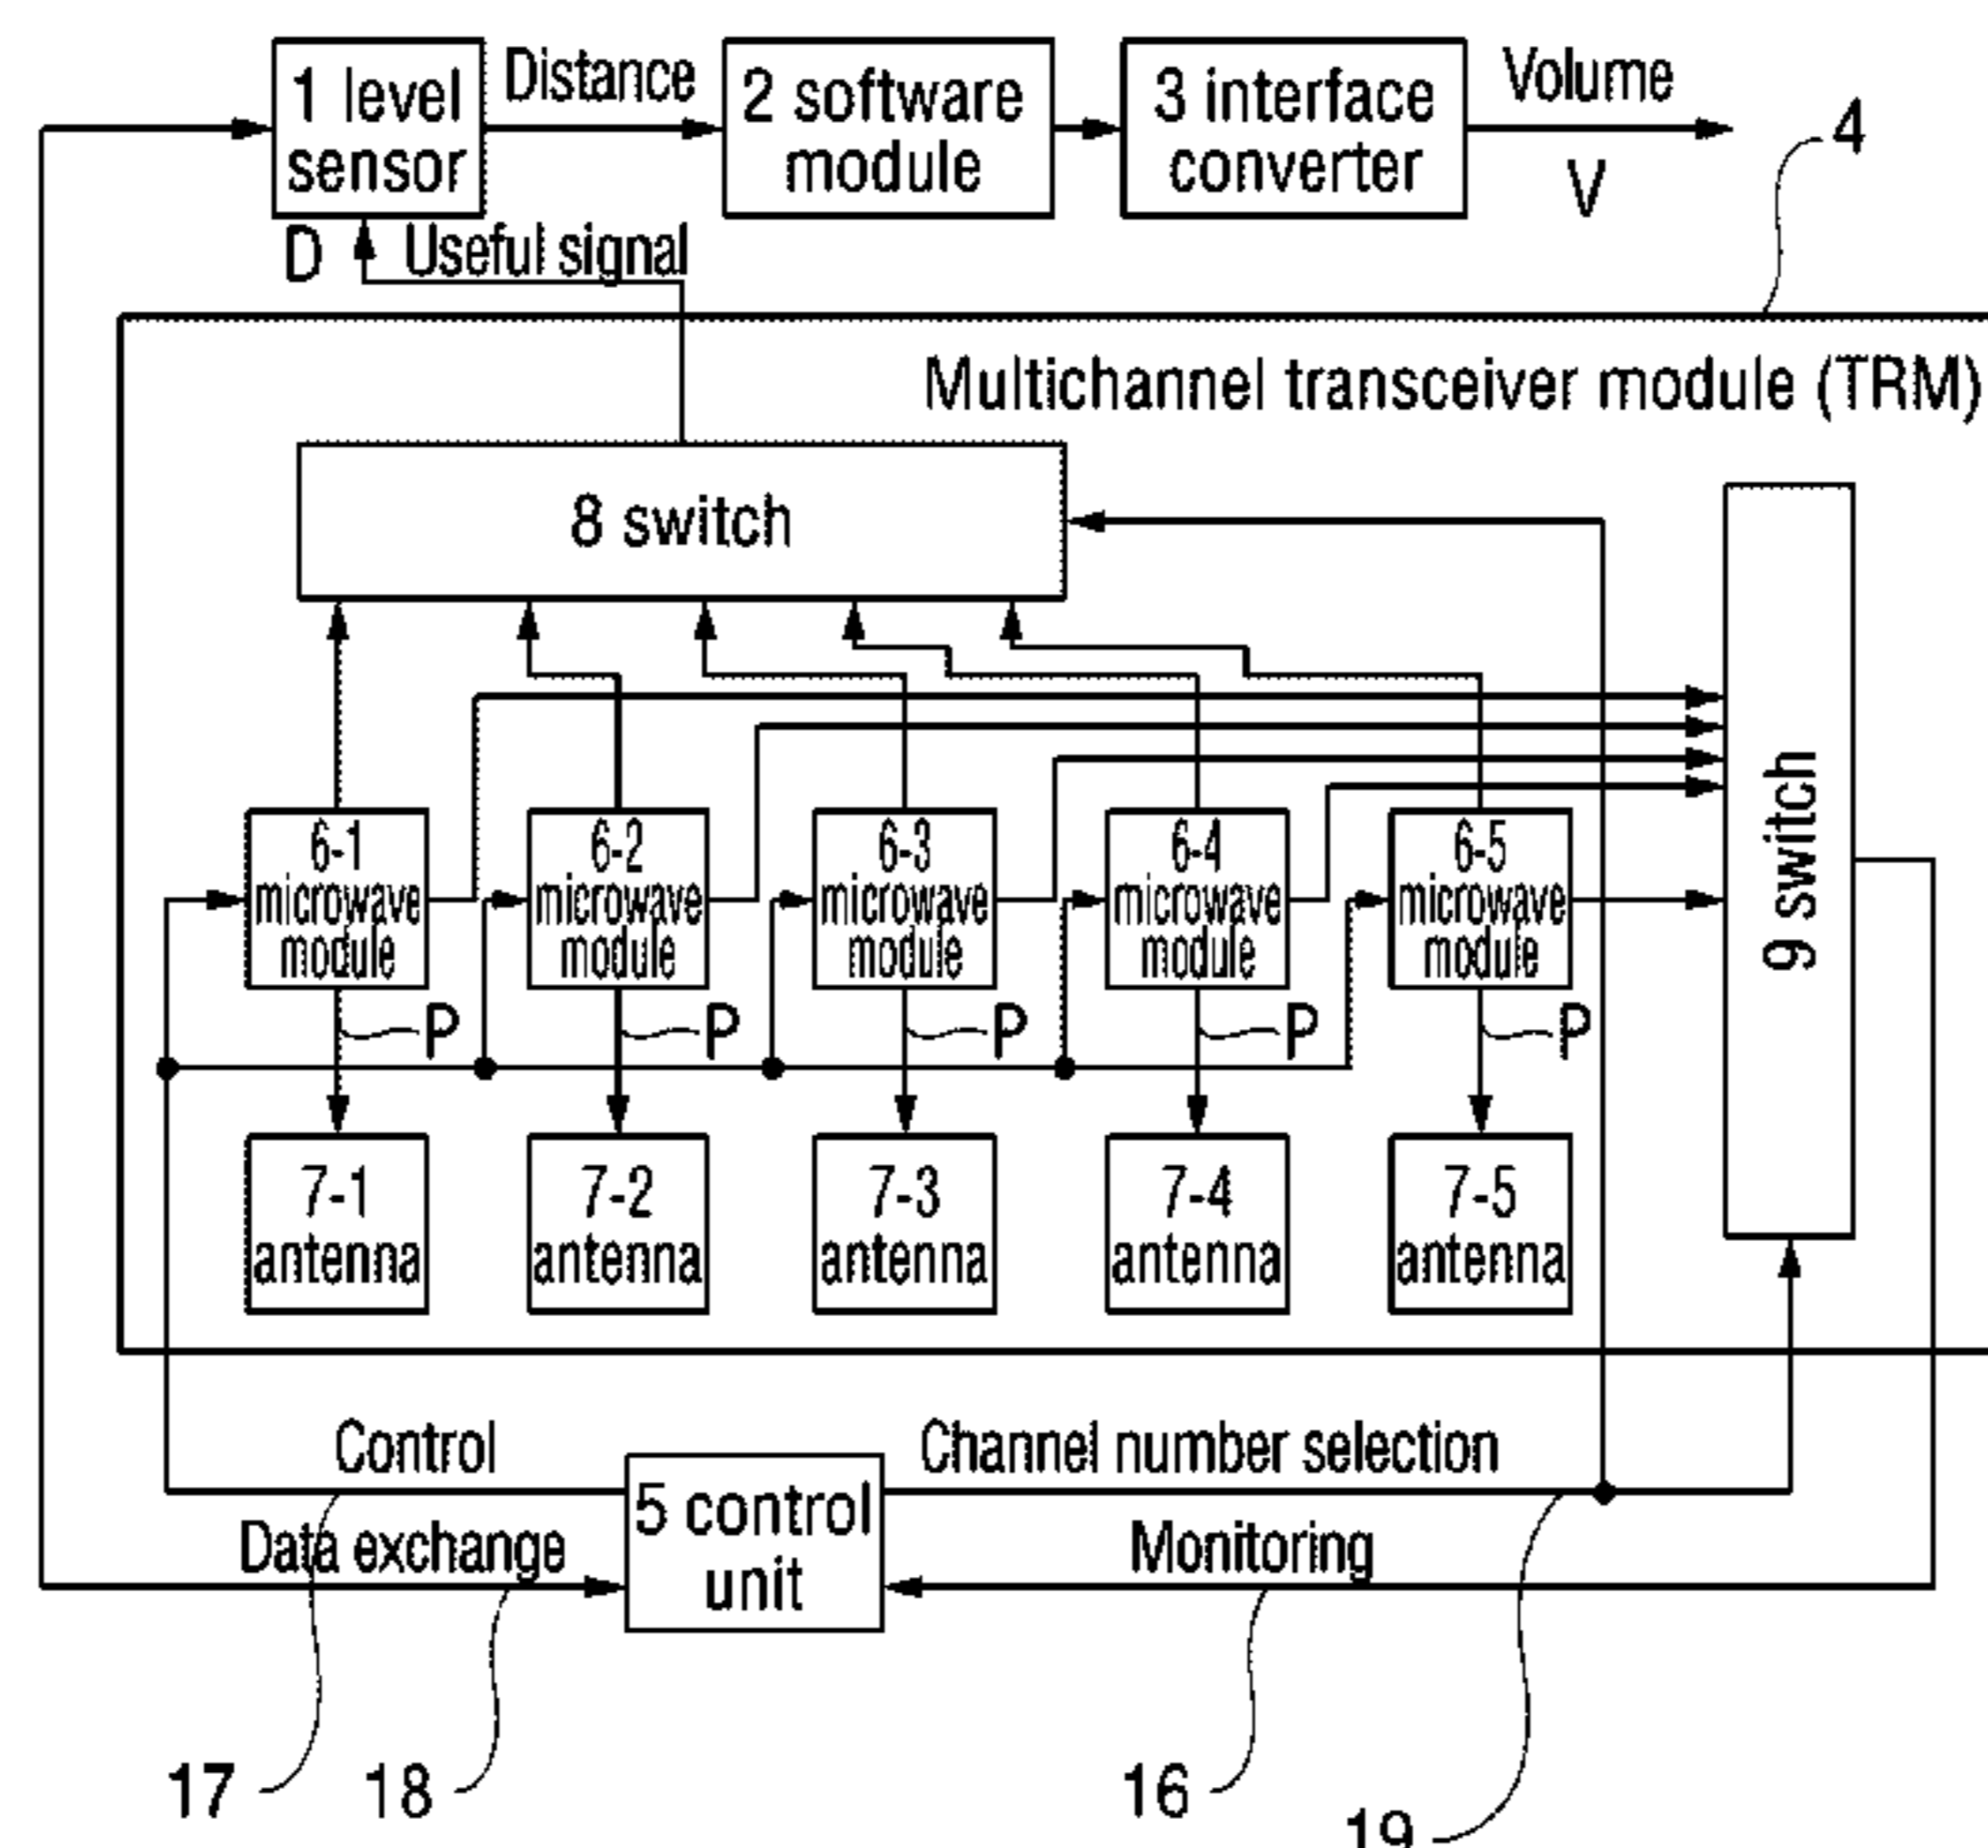 1 level
sensor
Distance
2 software
module
3 interface
converter
Volume
V
4
D
Useful signal
Multichannel transceiver module (TRM)
8 switch
9 switch
6-1
microwave
module
6-2
microwave
module
6-3
microwave
module
6-4
microwave
module
6-5
microwave
module
P
P
P
P
P
7-1
antenna
7-2
antenna
7-3
antenna
7-4
antenna
7-5
antenna
Control
Channel number selection
5 control
unit
Data exchange
Monitoring
17
18
16
19